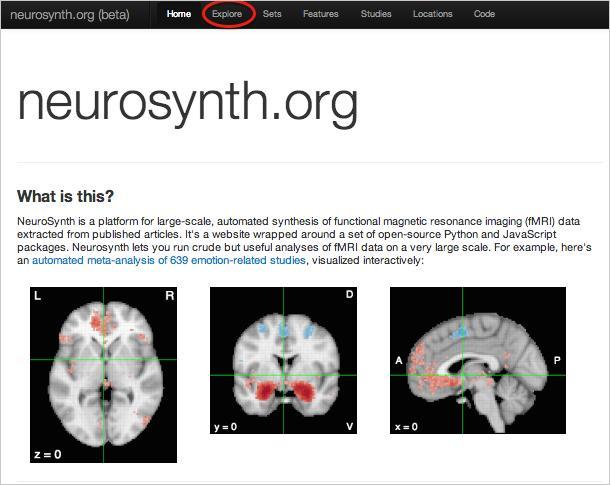 neurosynth.org (beta) Home Explore Sets Features Studies Locations Code
neurosynth.org
What is this?
NeuroSynth is a platform for large-scale, automated synthesis of functional magnetic resonance imaging (fMRI) data
extracted from published articles. It's a website wrapped around a set of open-source Python and JavaScript
packages. Neurosynth lets you run crude but useful analyses of fMRI data on a very large scale. For example, here's
an automated meta-analysis of 639 emotion-related studies, visualized interactively:
L R
z = 0
D
y = 0 V
A P
x = 0